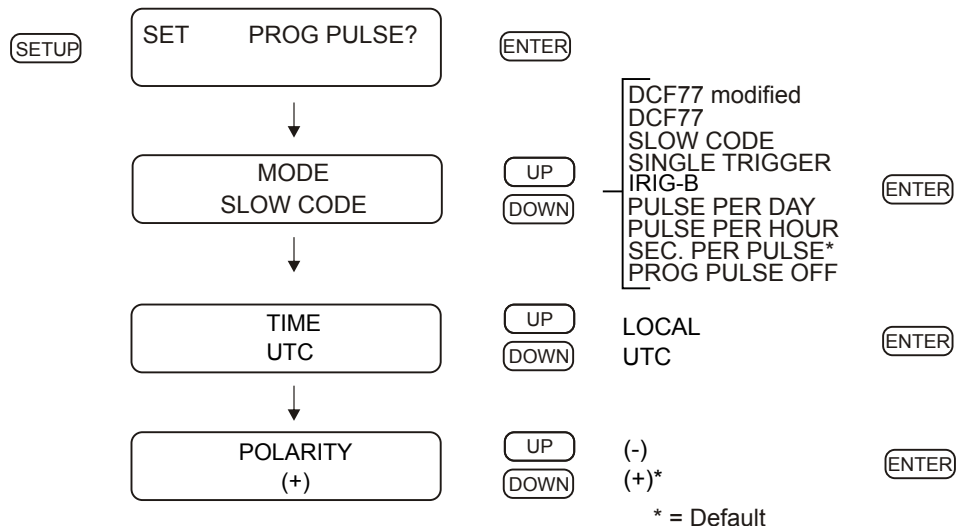 SETUP
SET PROG PULSE?
ENTER
MODE
SLOW CODE
UP
DOWN
DCF77 modified
DCF77
SLOW CODE
SINGLE TRIGGER
IRIG-B
PULSE PER DAY
PULSE PER HOUR
SEC. PER PULSE*
PROG PULSE OFF
ENTER
TIME
UTC
UP
DOWN
LOCAL
UTC
ENTER
POLARITY
(+)
UP
DOWN
(-)
(+)*
ENTER
* = Default